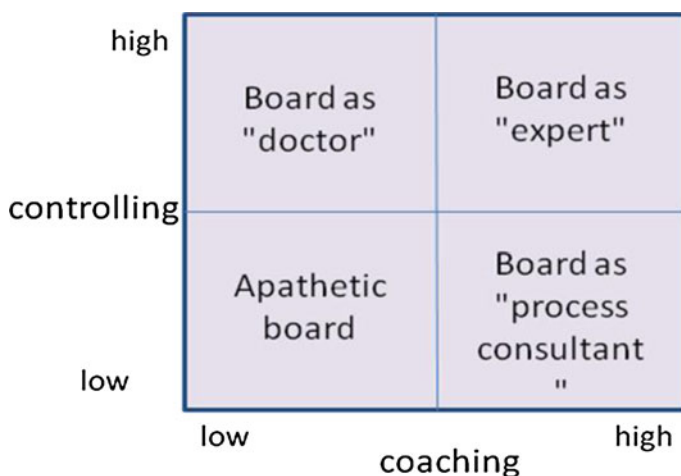 high
Board as
"doctor"
Board as
"expert"
controlling
Apathetic
board
Board as
"process
consultant
"
low
low
high
coaching